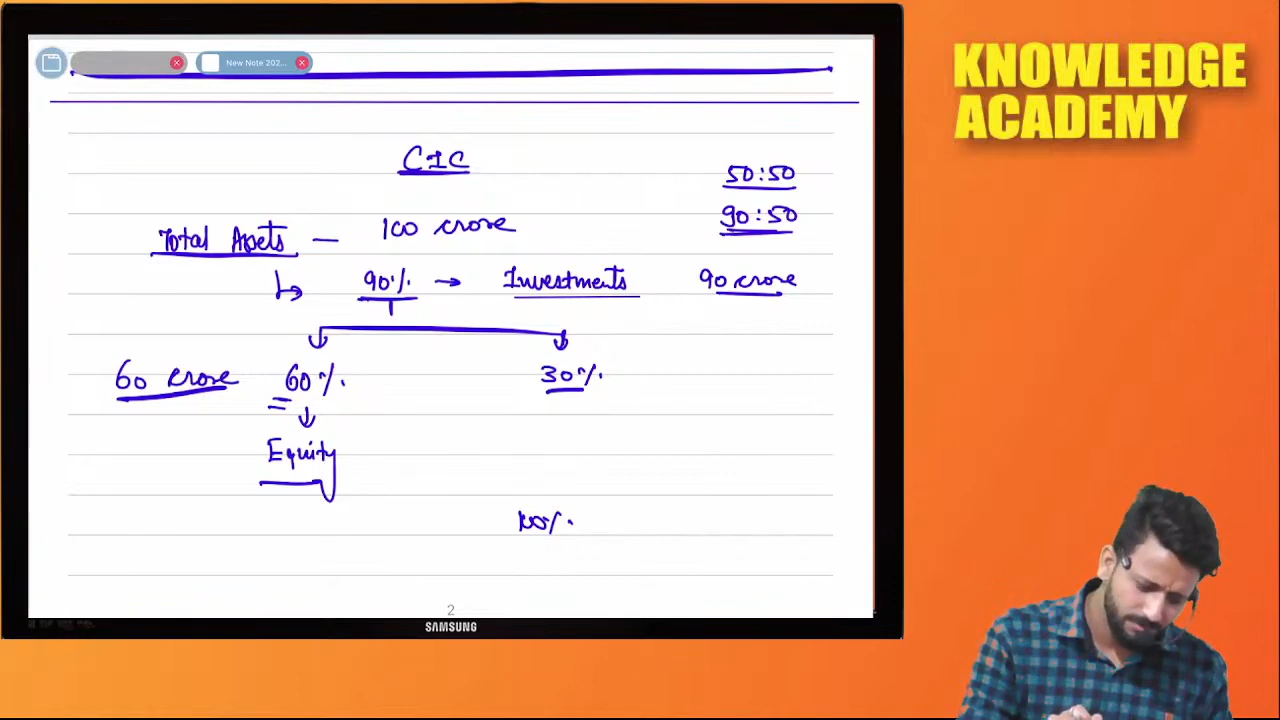 KNOWLEDGE
ACADEMY
New Note 202...
CIC
50:50
90:50
Total Assets — 100 crore
90% → Investments 90 crore
60 crore 60% 30%
Equity
100%
2
SAMSUNG